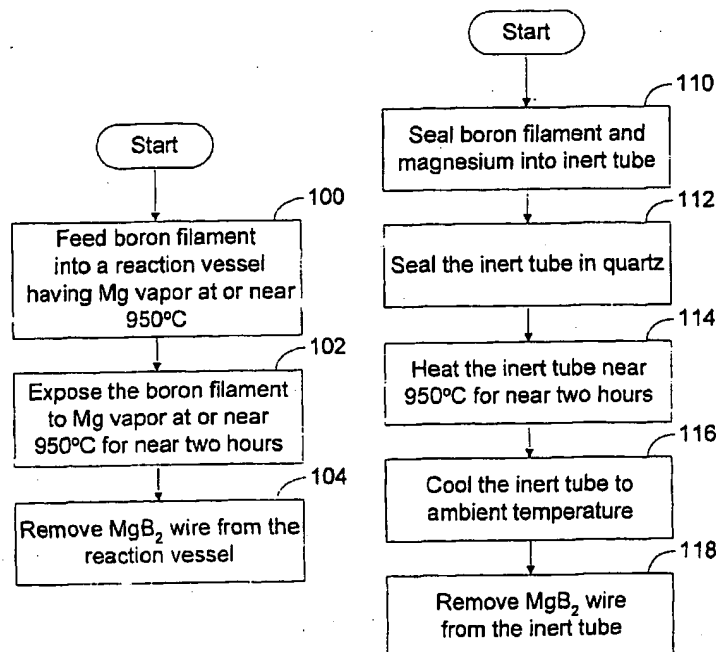 Start
100
Feed boron filament
into a reaction vessel
having Mg vapor at or near
950ºC
102
Expose the boron filament
to Mg vapor at or near
950ºC for near two hours
104
Remove MgB₂ wire from the
reaction vessel
Start
110
Seal boron filament and
magnesium into inert tube
112
Seal the inert tube in quartz
114
Heat the inert tube near
950ºC for near two hours
116
Cool the inert tube to
ambient temperature
118
Remove MgB₂ wire
from the inert tube